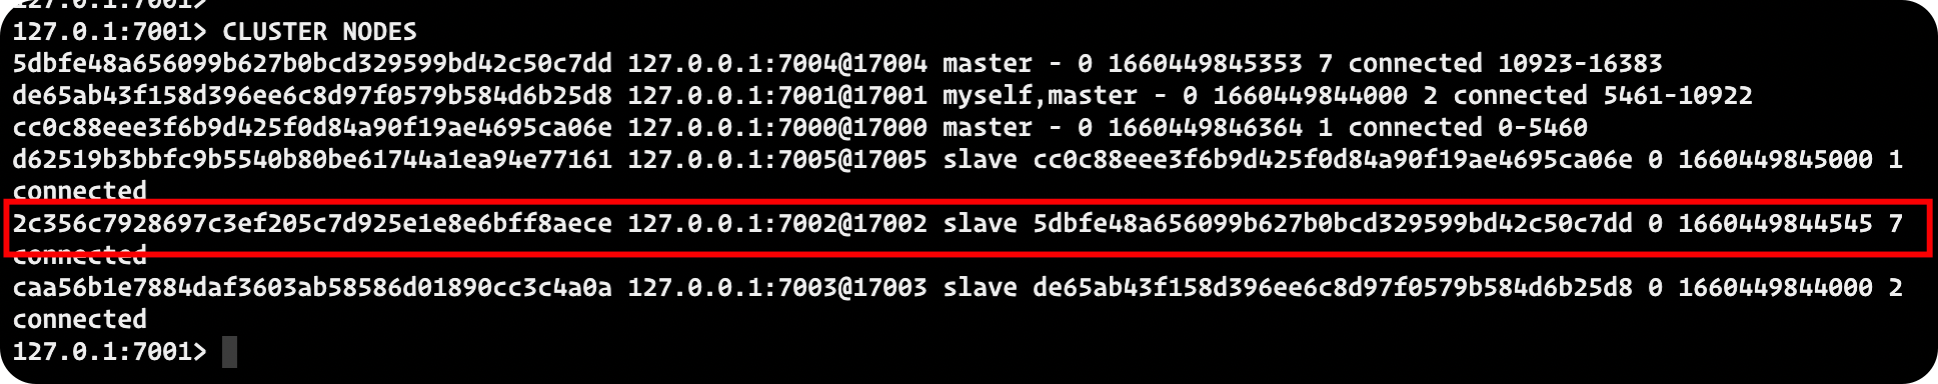 127.0.1:7001>
127.0.1:7001> CLUSTER NODES
5dbfe48a656099b627b0bcd329599bd42c50c7dd 127.0.0.1:7004@17004 master - 0 1660449845353 7 connected 10923-16383
de65ab43f158d396ee6c8d97f0579b584d6b25d8 127.0.0.1:7001@17001 myself,master - 0 1660449844000 2 connected 5461-10922
cc0c88eee3f6b9d425f0d84a90f19ae4695ca06e 127.0.0.1:7000@17000 master - 0 1660449846364 1 connected 0-5460
d62519b3bbfc9b5540b80be61744a1ea94e77161 127.0.0.1:7005@17005 slave cc0c88eee3f6b9d425f0d84a90f19ae4695ca06e 0 1660449845000 1
connected
2c356c7928697c3ef205c7d925e1e8e6bff8aece 127.0.0.1:7002@17002 slave 5dbfe48a656099b627b0bcd329599bd42c50c7dd 0 1660449844545 7
connected
caa56b1e7884daf3603ab58586d01890cc3c4a0a 127.0.0.1:7003@17003 slave de65ab43f158d396ee6c8d97f0579b584d6b25d8 0 1660449844000 2
connected
127.0.1:7001>